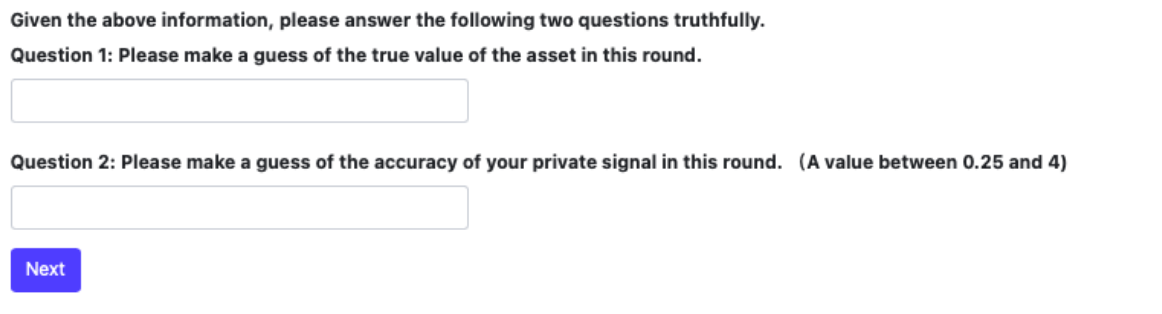 Given the above information, please answer the following two questions truthfully.
Question 1: Please make a guess of the true value of the asset in this round.
Question 2: Please make a guess of the accuracy of your private signal in this round. (A value between 0.25 and 4)
Next